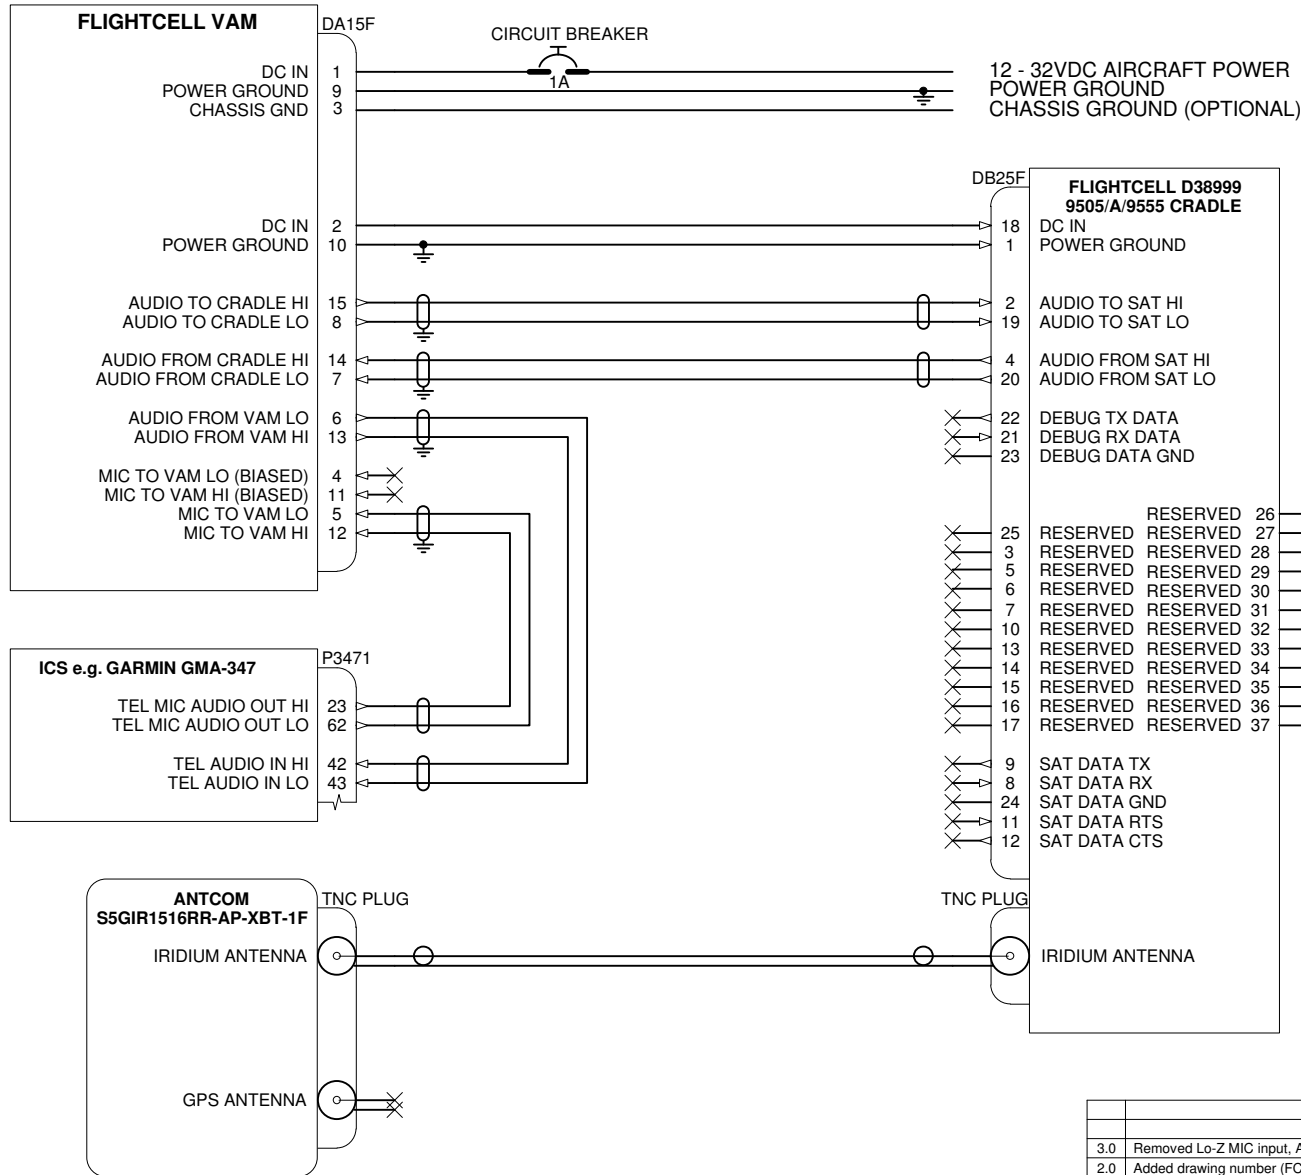 FLIGHTCELL VAM
DA15F
CIRCUIT BREAKER
1A
DC IN 1
POWER GROUND 9
CHASSIS GND 3
12 - 32VDC AIRCRAFT POWER
POWER GROUND
CHASSIS GROUND (OPTIONAL)
DC IN 2
POWER GROUND 10
AUDIO TO CRADLE HI 15
AUDIO TO CRADLE LO 8
AUDIO FROM CRADLE HI 14
AUDIO FROM CRADLE LO 7
AUDIO FROM VAM LO 6
AUDIO FROM VAM HI 13
MIC TO VAM LO (BIASED) 4
MIC TO VAM HI (BIASED) 11
MIC TO VAM LO 5
MIC TO VAM HI 12
DB25F
FLIGHTCELL D38999
9505/A/9555 CRADLE
18 DC IN
1 POWER GROUND
2 AUDIO TO SAT HI
19 AUDIO TO SAT LO
4 AUDIO FROM SAT HI
20 AUDIO FROM SAT LO
22 DEBUG TX DATA
21 DEBUG RX DATA
23 DEBUG DATA GND
RESERVED 26
25 RESERVED RESERVED 27
3 RESERVED RESERVED 28
5 RESERVED RESERVED 29
6 RESERVED RESERVED 30
7 RESERVED RESERVED 31
10 RESERVED RESERVED 32
13 RESERVED RESERVED 33
14 RESERVED RESERVED 34
15 RESERVED RESERVED 35
16 RESERVED RESERVED 36
17 RESERVED RESERVED 37
9 SAT DATA TX
8 SAT DATA RX
24 SAT DATA GND
11 SAT DATA RTS
12 SAT DATA CTS
ICS e.g. GARMIN GMA-347
P3471
TEL MIC AUDIO OUT HI 23
TEL MIC AUDIO OUT LO 62
TEL AUDIO IN HI 42
TEL AUDIO IN LO 43
ANTCOM
S5GIR1516RR-AP-XBT-1F
TNC PLUG
IRIDIUM ANTENNA
GPS ANTENNA
TNC PLUG
IRIDIUM ANTENNA
3.0 Removed Lo-Z MIC input, A
2.0 Added drawing number (FC